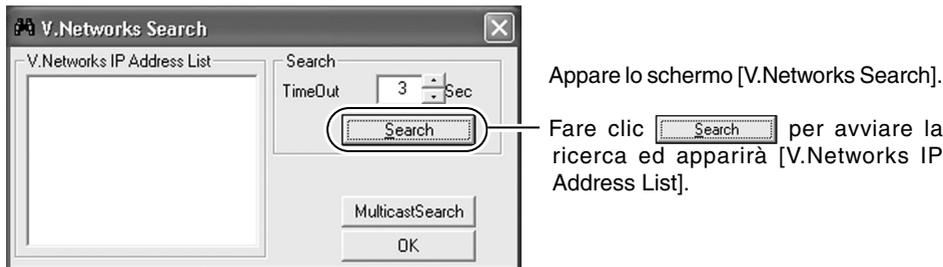 V.Networks Search
V.Networks IP Address List
Search
TimeOut 3 Sec
Search
MulticastSearch
OK
Appare lo schermo [V.Networks Search].
Fare clic Search per avviare la
ricerca ed apparirà [V.Networks IP
Address List].